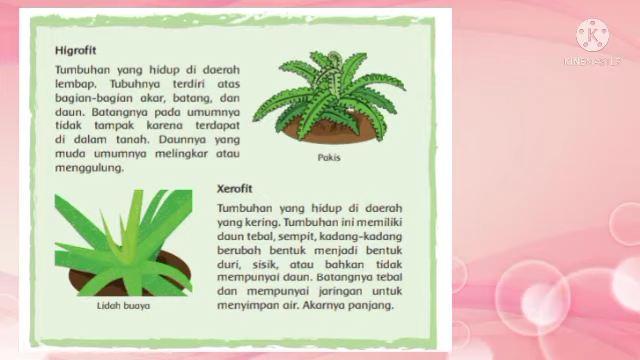 Higrofit
Tumbuhan yang hidup di daerah
lembap. Tubuhnya terdiri atas
bagian-bagian akar, batang, dan
daun. Batangnya pada umumnya
tidak tampak karena terdapat
di dalam tanah. Daunnya yang
muda umumnya melingkar atau
menggulung.
Pakis
Xerofit
Tumbuhan yang hidup di daerah
yang kering. Tumbuhan ini memiliki
daun tebal, sempit, kadang-kadang
berubah bentuk menjadi bentuk
duri, sisik, atau bahkan tidak
mempunyai daun. Batangnya tebal
dan mempunyai jaringan untuk
menyimpan air. Akarnya panjang.
Lidah buaya
K
KINEMASTER